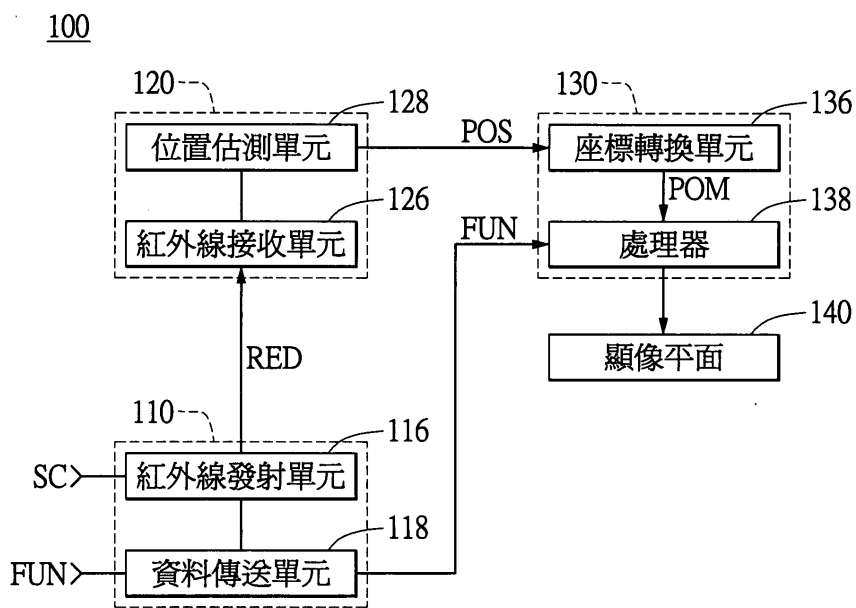 100
120
128
位置估測單元
126
紅外線接收單元
POS
130
136
座標轉換單元
POM
138
FUN
處理器
140
顯像平面
RED
110
116
SC
紅外線發射單元
118
FUN
資料傳送單元